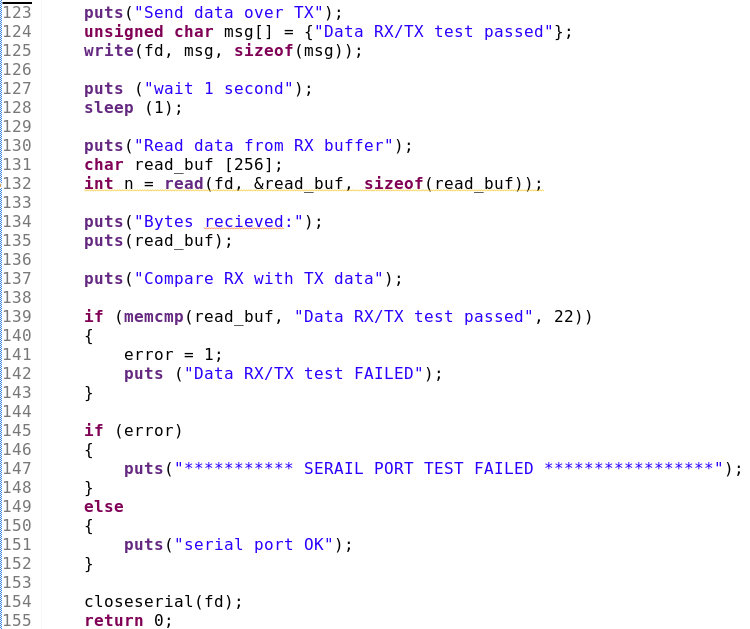 123 puts("Send data over TX");
124 unsigned char msg[] = {"Data RX/TX test passed"};
125 write(fd, msg, sizeof(msg));
126
127 puts ("wait 1 second");
128 sleep (1);
129
130 puts("Read data from RX buffer");
131 char read_buf [256];
132 int n = read(fd, &read_buf, sizeof(read_buf));
133
134 puts("Bytes recieved:");
135 puts(read_buf);
136
137 puts("Compare RX with TX data");
138
139 if (memcmp(read_buf, "Data RX/TX test passed", 22))
140 {
141 error = 1;
142 puts ("Data RX/TX test FAILED");
143 }
144
145 if (error)
146 {
147 puts("*********** SERAIL PORT TEST FAILED *****************");
148 }
149 else
150 {
151 puts("serial port OK");
152 }
153
154 closeserial(fd);
155 return 0;